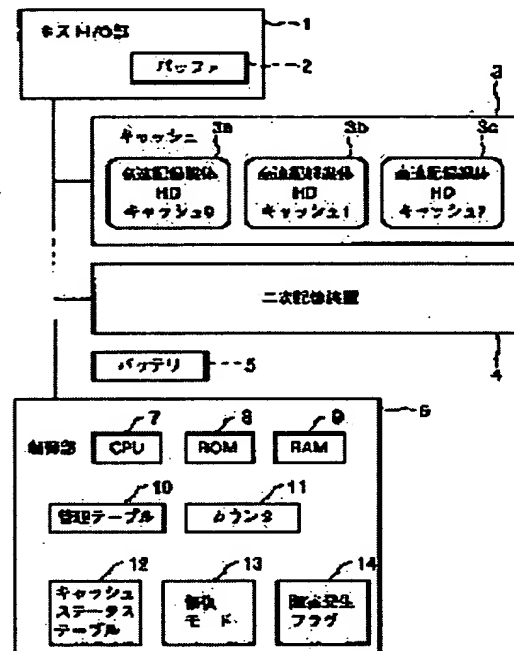 ホストI/O部
1
バッファ
2
3
キャッシュ
3a
3b
3c
HD
キャッシュ0
HD
キャッシュ1
HD
キャッシュ2
二次記憶装置
4
バッテリ
5
6
制御部
7
8
9
CPU
ROM
RAM
10
11
管理テーブル
カウンタ
12
13
14
キャッシュ
ステータス
テーブル
モード
フラグ